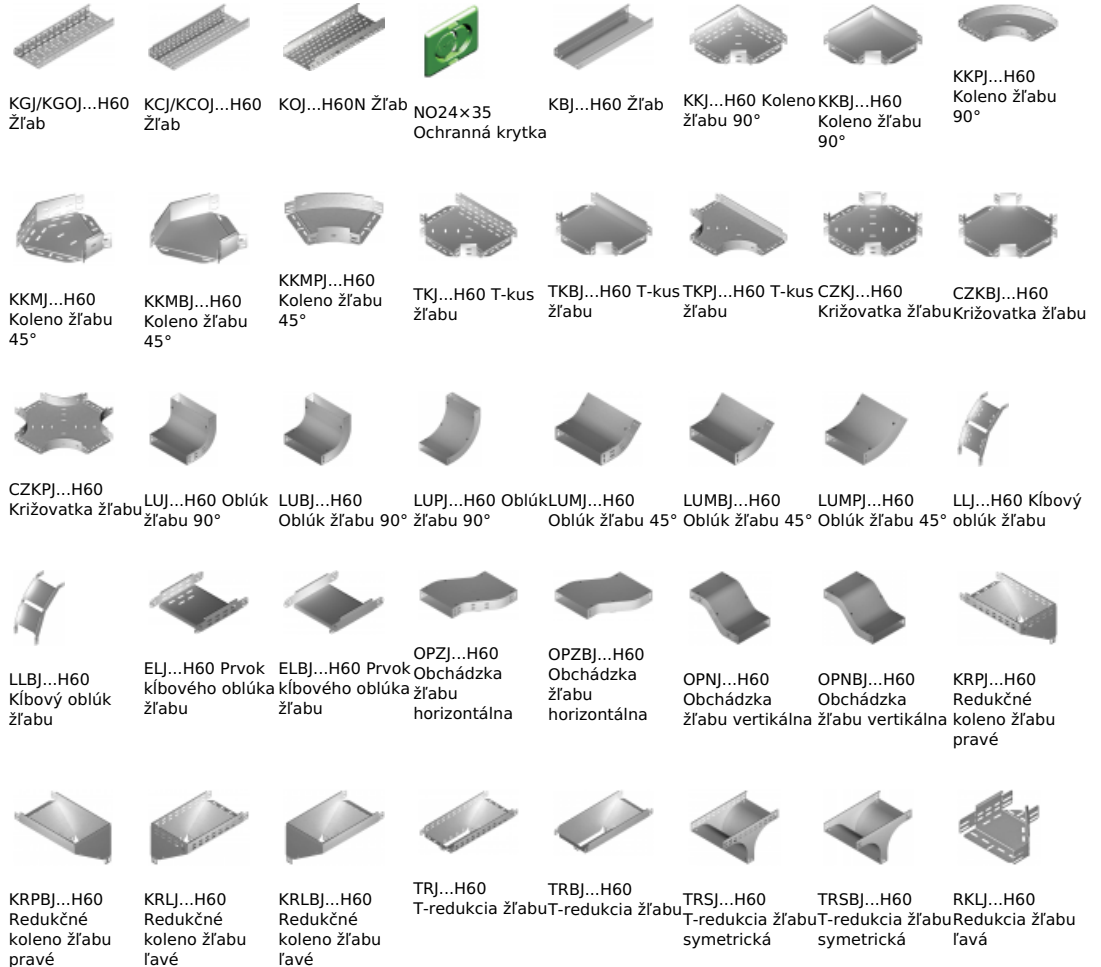 KGJ/KGOJ...H60
Žľab
KCJ/KCOJ...H60
Žľab
KOJ...H60N Žľab
NO24×35
Ochranná krytka
KBJ...H60 Žľab
KKJ...H60 Koleno
žľabu 90°
KKBJ...H60
Koleno žľabu
90°
KKPJ...H60
Koleno žľabu
90°
KKMJ...H60
Koleno žľabu
45°
KKMBJ...H60
Koleno žľabu
45°
KKMPJ...H60
Koleno žľabu
45°
TKJ...H60 T-kus
žľabu
TKBJ...H60 T-kus
žľabu
TKPJ...H60 T-kus
žľabu
CZKJ...H60
Križovatka žľabu
CZKBJ...H60
Križovatka žľabu
CZKPJ...H60
Križovatka žľabu
LUJ...H60 Oblúk
žľabu 90°
LUBJ...H60
Oblúk žľabu 90°
LUPJ...H60 Oblúk
žľabu 90°
LUMJ...H60
Oblúk žľabu 45°
LUMBJ...H60
Oblúk žľabu 45°
LUMPJ...H60
Oblúk žľabu 45°
LLJ...H60 Kĺbový
oblúk žľabu
LLBJ...H60
Kĺbový oblúk
žľabu
ELJ...H60 Prvok
kĺbového oblúka
žľabu
ELBJ...H60 Prvok
kĺbového oblúka
žľabu
OPZJ...H60
Obchádzka
žľabu
horizontálna
OPZBJ...H60
Obchádzka
žľabu
horizontálna
OPNJ...H60
Obchádzka
žľabu vertikálna
OPNBJ...H60
Obchádzka
žľabu vertikálna
KRPJ...H60
Redukčné
koleno žľabu
pravé
KRPBJ...H60
Redukčné
koleno žľabu
pravé
KRLJ...H60
Redukčné
koleno žľabu
ľavé
KRLBJ...H60
Redukčné
koleno žľabu
ľavé
TRJ...H60
T-redukcia žľabu
TRBJ...H60
T-redukcia žľabu
TRSJ...H60
T-redukcia žľabu
symetrická
TRSBJ...H60
T-redukcia žľabu
symetrická
RKLJ...H60
Redukcia žľabu
ľavá